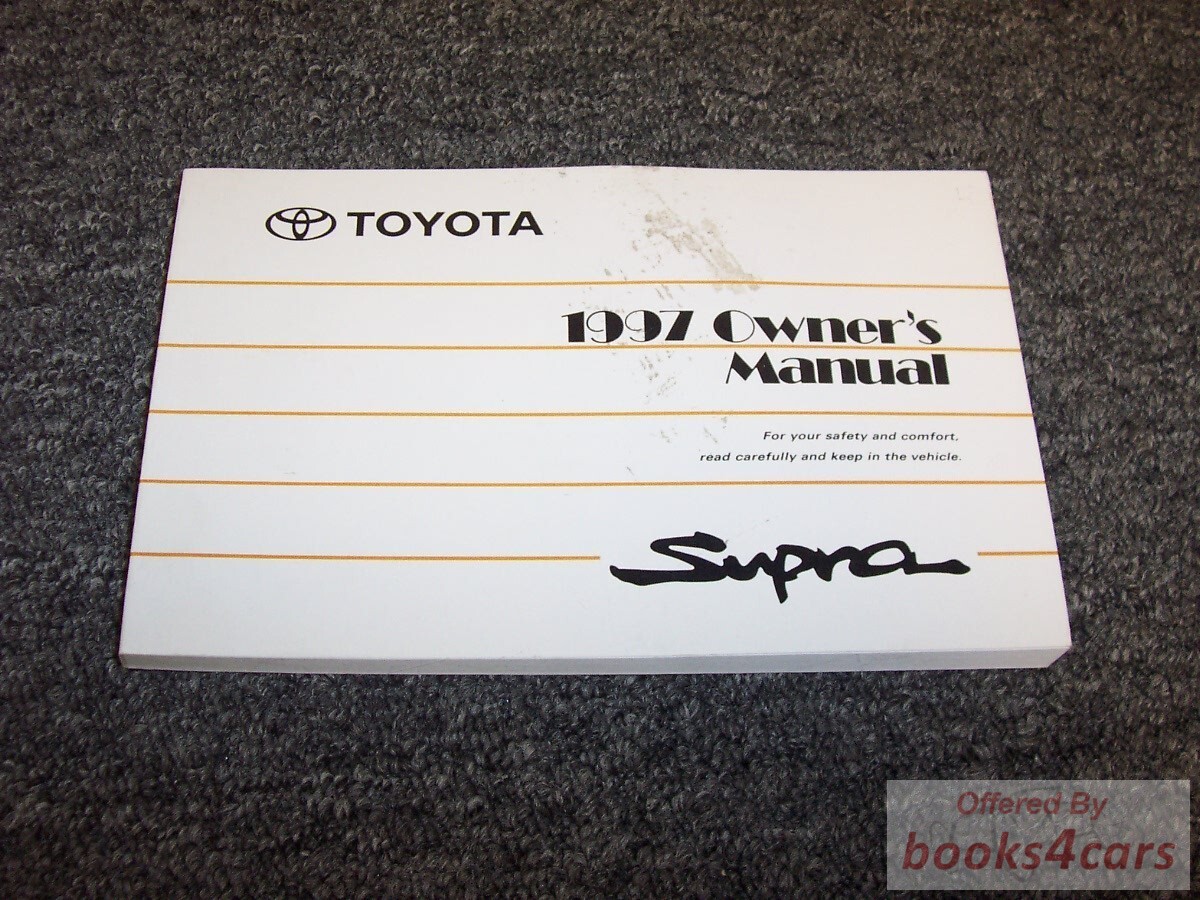 TOYOTA
1997 Owner's
Manual
For your safety and comfort,
read carefully and keep in the vehicle.
Supra
Offered By
books4cars